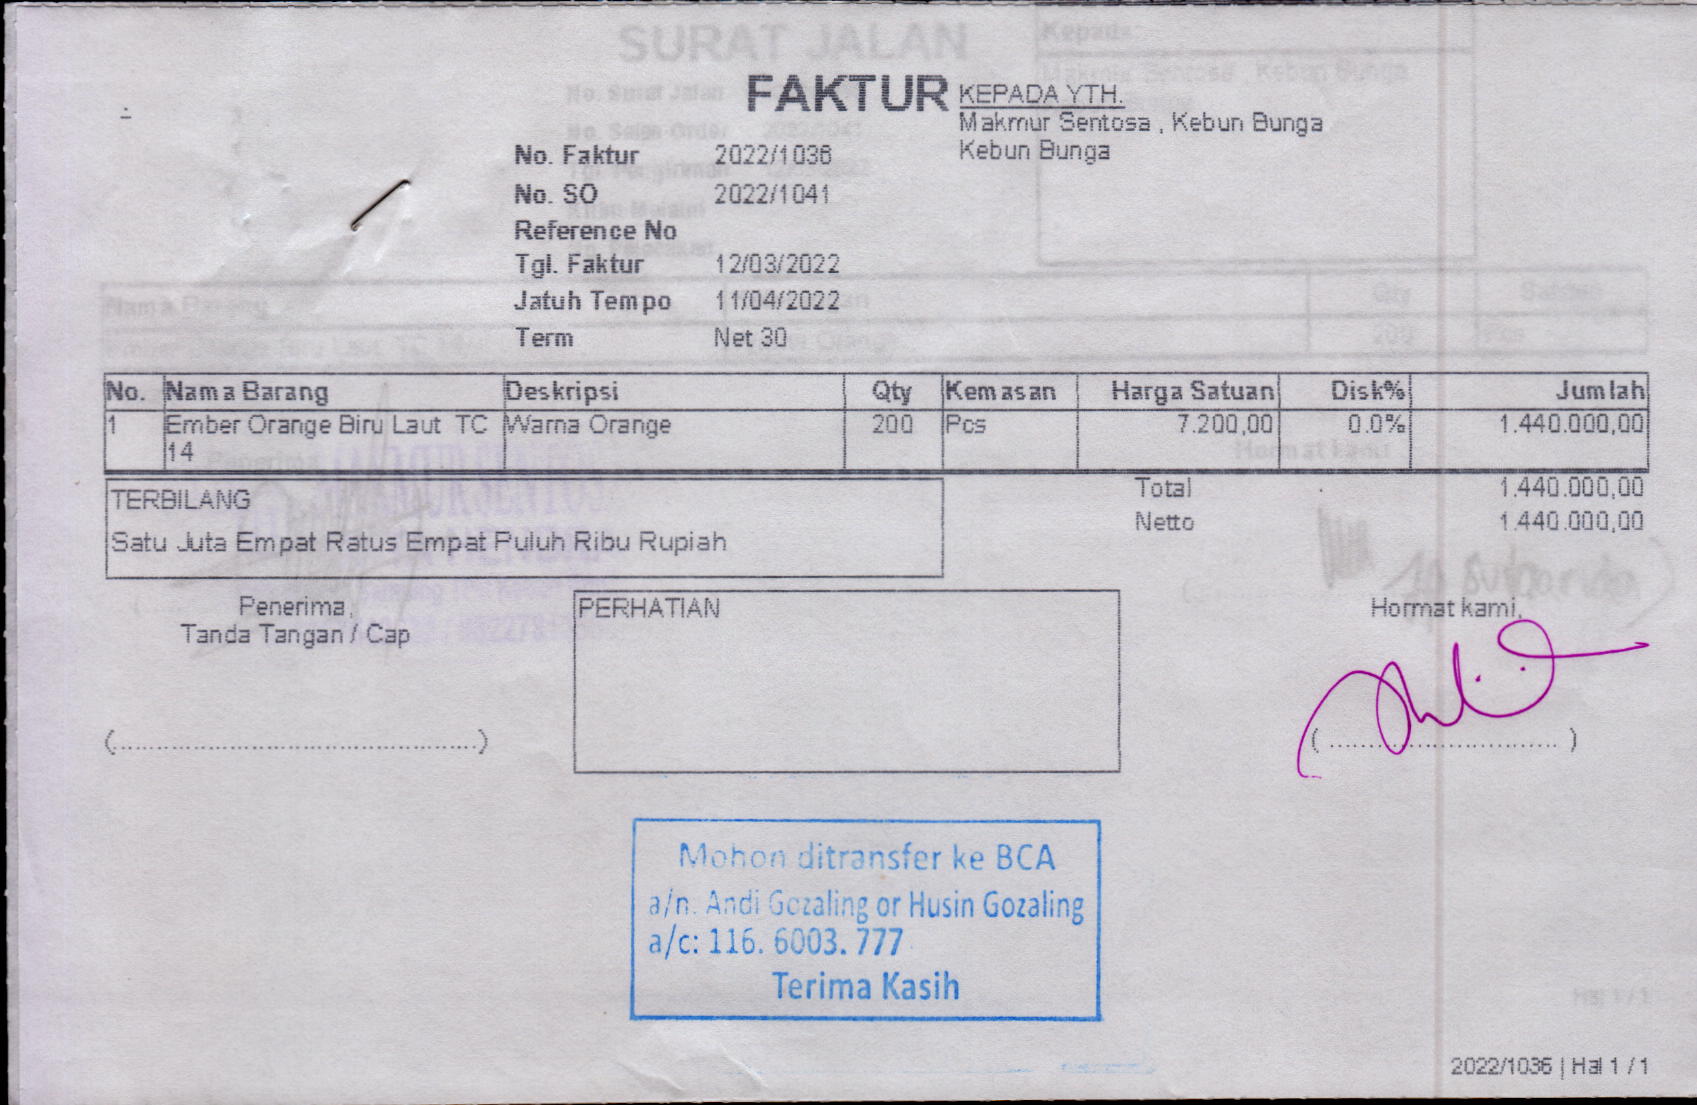 SURAT JALAN
Kepada
FAKTUR
KEPADA YTH.
Makmur Sentosa , Kebun Bunga
Kebun Bunga
No. Faktur 2022/1036
No. SO 2022/1041
Reference No
Tgl. Faktur 12/03/2022
Jatuh Tempo 11/04/2022
Term Net 30
No. Nama Barang Deskripsi Qty Kemasan Harga Satuan Disk% Jumlah
1 Ember Orange Biru Laut TC Warna Orange 200 Pcs 7.200,00 0.0% 1.440.000,00
14
Total 1.440.000,00
Netto 1.440.000,00
TERBILANG
Satu Juta Empat Ratus Empat Puluh Ribu Rupiah
Penerima,
Tanda Tangan / Cap
(..............................................)
PERHATIAN
Hormat kami,
( .............................. )
Mohon ditransfer ke BCA
a/n. Andi Gozaling or Husin Gozaling
a/c: 116. 6003. 777
Terima Kasih
2022/1036 | Hal 1 / 1